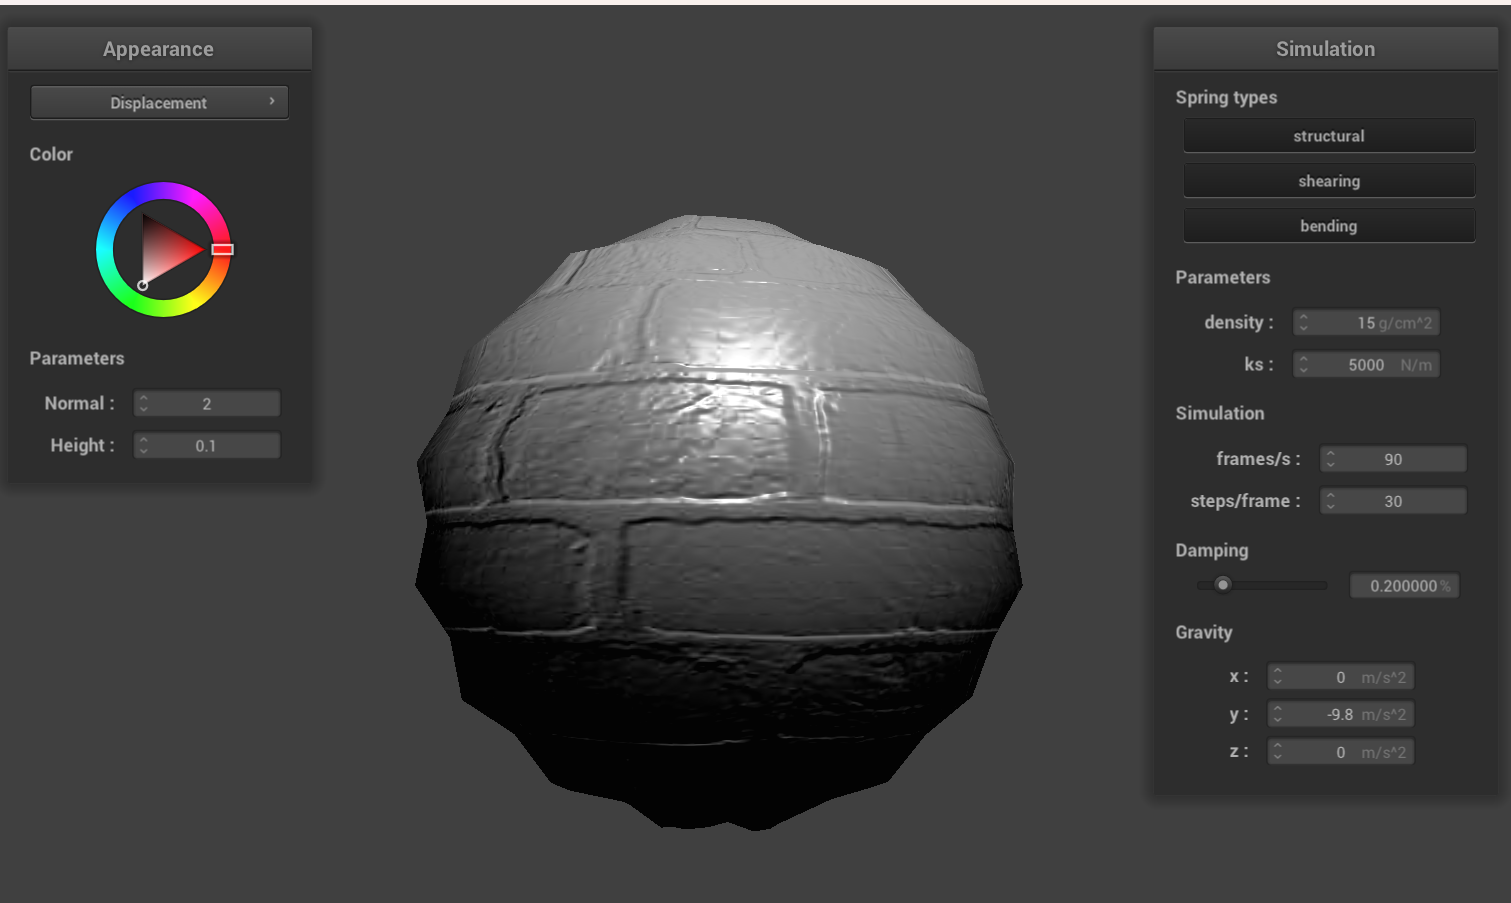 Appearance
Displacement ›
Color
Parameters
Normal : 2
Height : 0.1
Simulation
Spring types
structural
shearing
bending
Parameters
density : 15 g/cm^2
ks : 5000 N/m
Simulation
frames/s : 90
steps/frame : 30
Damping
0.200000 %
Gravity
x : 0 m/s^2
y : -9.8 m/s^2
z : 0 m/s^2